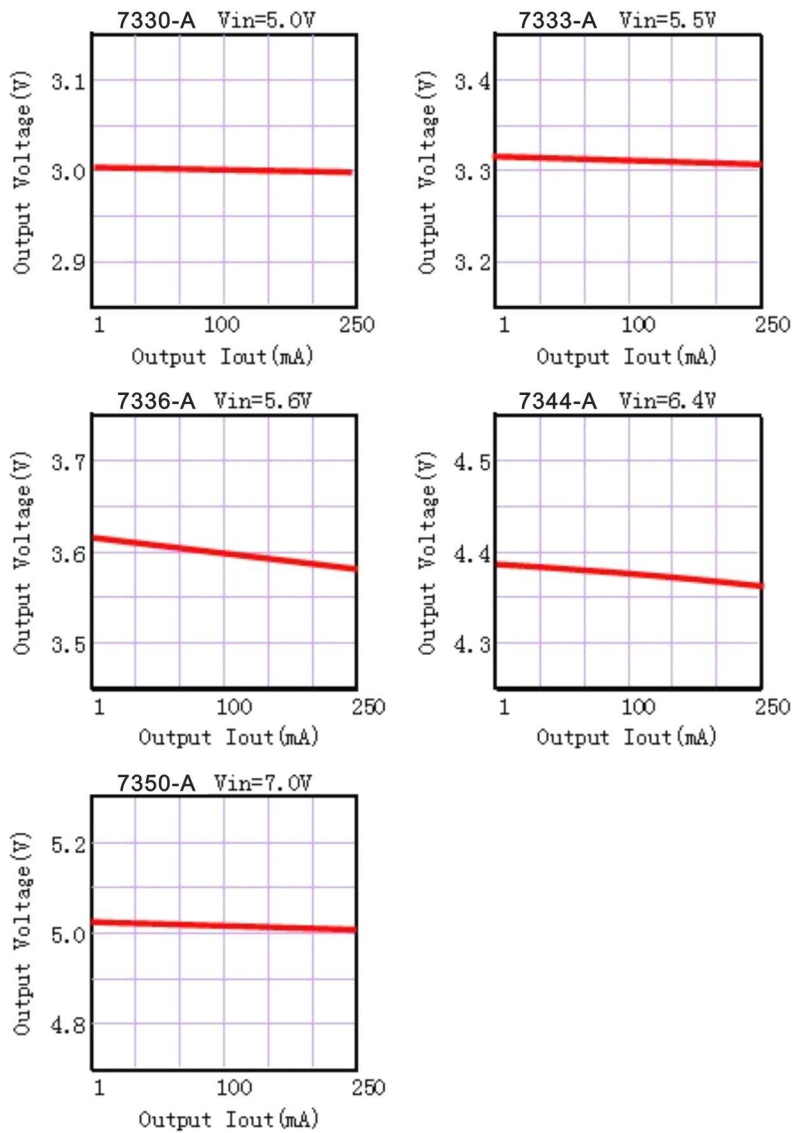 7330-A Vin=5.0V
Output Voltage(V)
3.1
3.0
2.9
1 100 250
Output Iout(mA)
7333-A Vin=5.5V
Output Voltage(V)
3.4
3.3
3.2
1 100 250
Output Iout(mA)
7336-A Vin=5.6V
Output Voltage(V)
3.7
3.6
3.5
1 100 250
Output Iout(mA)
7344-A Vin=6.4V
Output Voltage(V)
4.5
4.4
4.3
1 100 250
Output Iout(mA)
7350-A Vin=7.0V
Output Voltage(V)
5.2
5.0
4.8
1 100 250
Output Iout(mA)